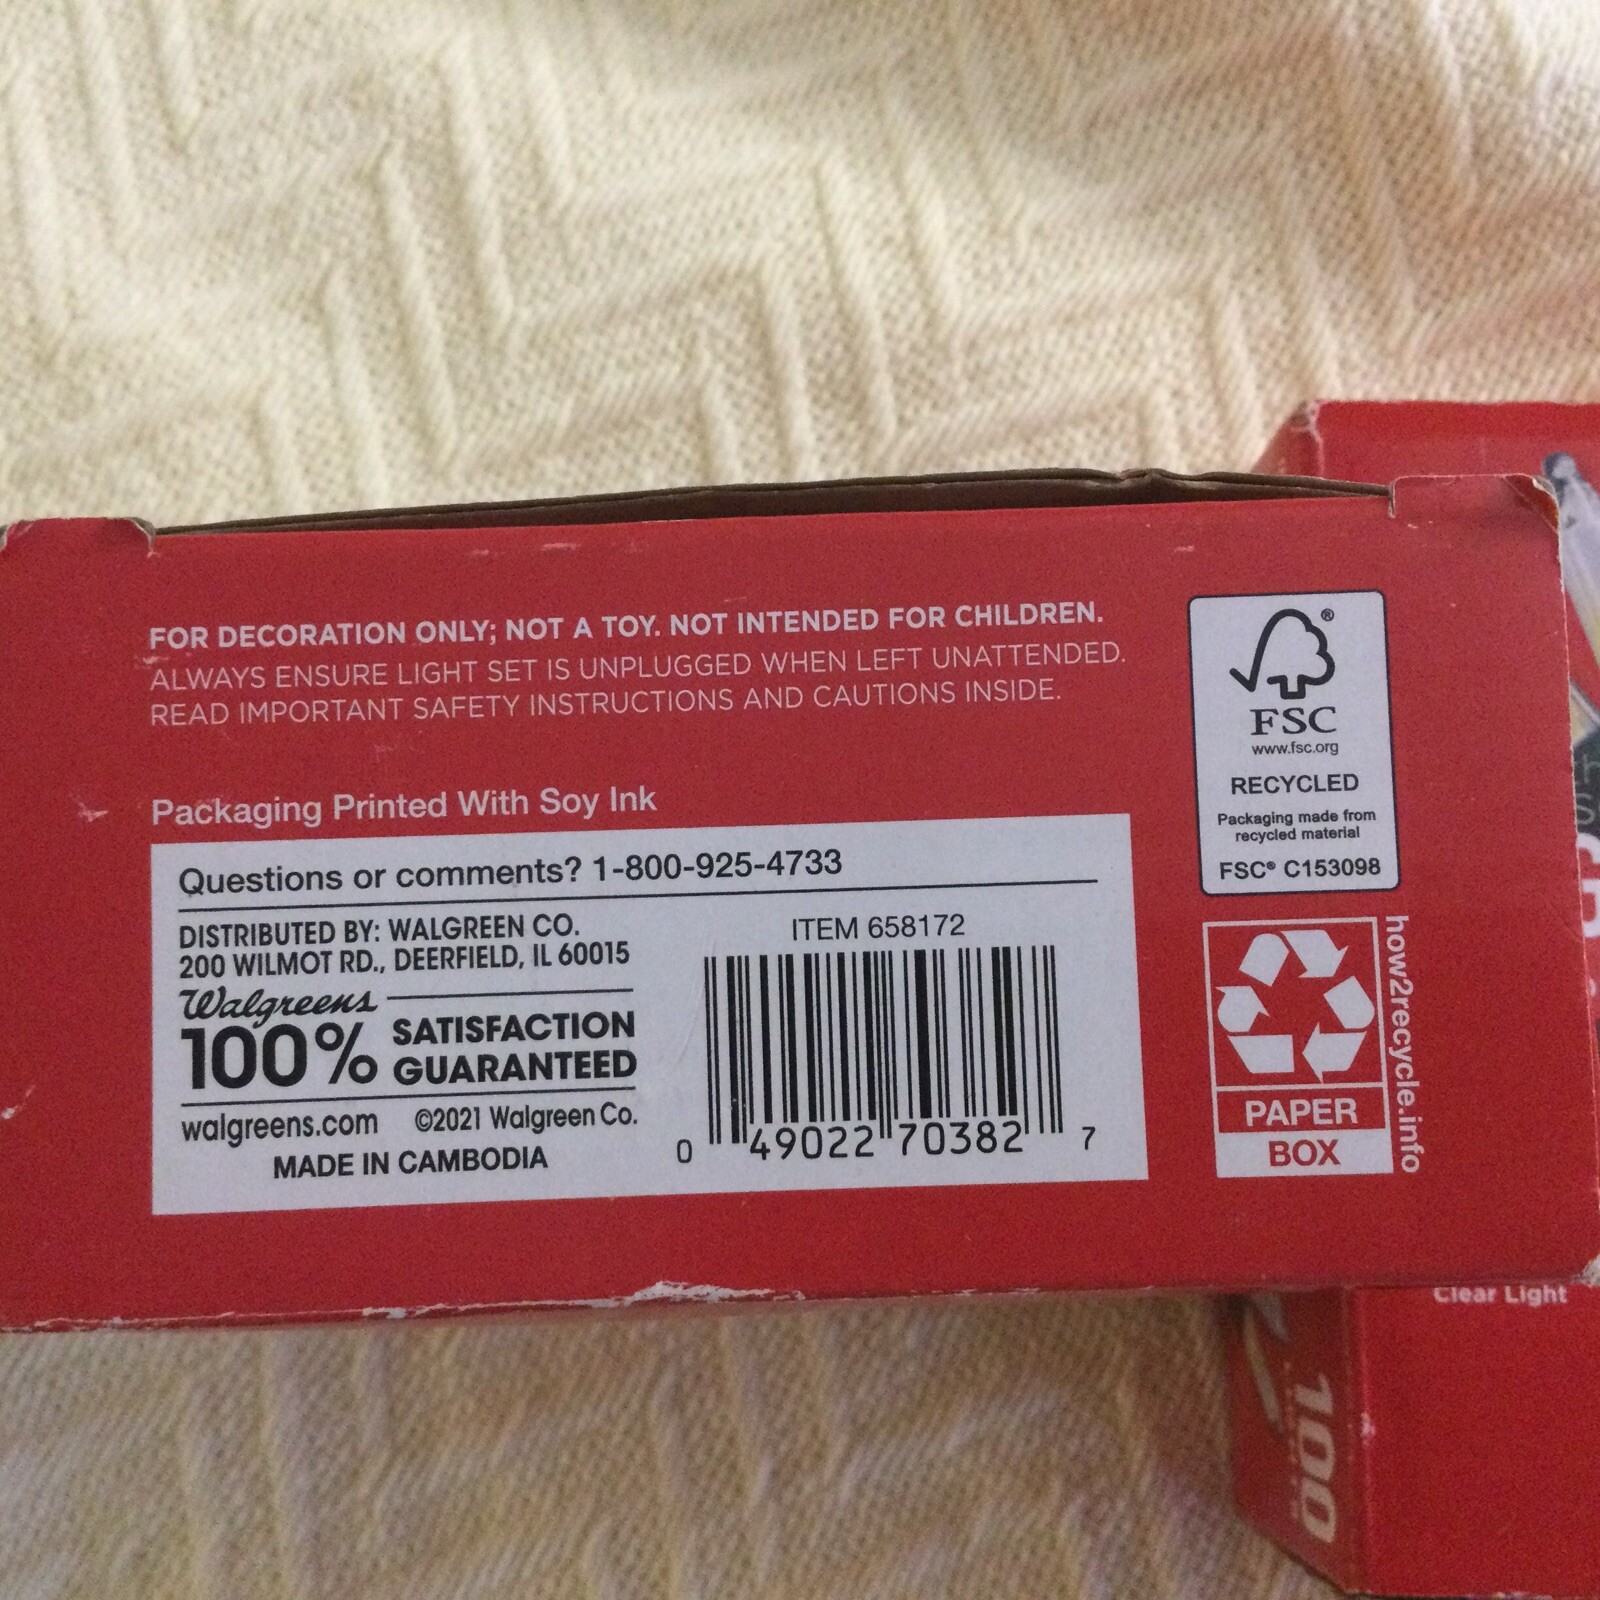 FOR DECORATION ONLY; NOT A TOY. NOT INTENDED FOR CHILDREN.
ALWAYS ENSURE LIGHT SET IS UNPLUGGED WHEN LEFT UNATTENDED.
READ IMPORTANT SAFETY INSTRUCTIONS AND CAUTIONS INSIDE.
Packaging Printed With Soy Ink
Questions or comments? 1-800-925-4733
DISTRIBUTED BY: WALGREEN CO.
200 WILMOT RD., DEERFIELD, IL 60015
Walgreens
100% SATISFACTION
GUARANTEED
walgreens.com ©2021 Walgreen Co.
MADE IN CAMBODIA
ITEM 658172
0 49022 70382 7
®
FSC
www.fsc.org
RECYCLED
Packaging made from
recycled material
FSC® C153098
PAPER
BOX
how2recycle.info
Clear Light
100